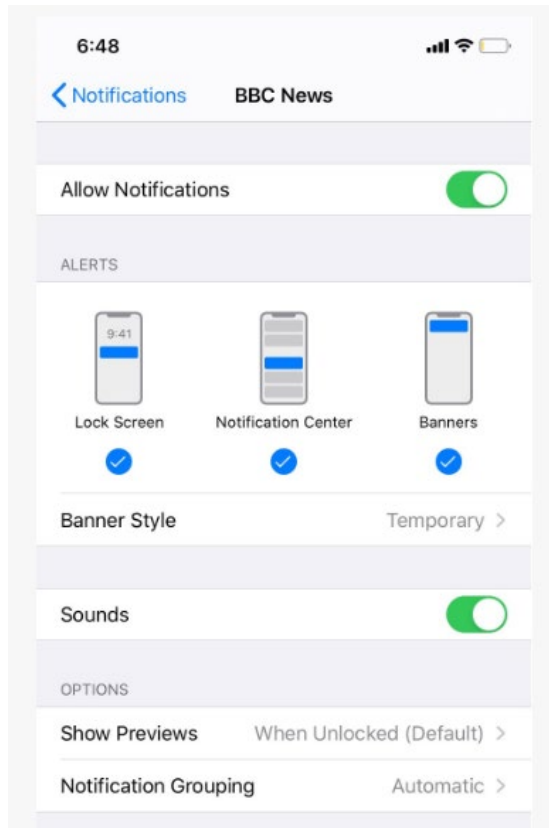 6:48
Notifications BBC News
Allow Notifications
ALERTS
9:41
Lock Screen Notification Center Banners
Banner Style Temporary
Sounds
OPTIONS
Show Previews When Unlocked (Default)
Notification Grouping Automatic